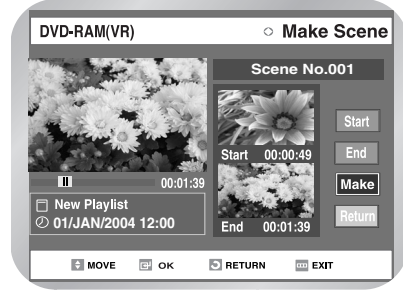 DVD-RAM(VR)
Make Scene
Scene No.001
Start 00:00:49
End 00:01:39
00:01:39
New Playlist
01/JAN/2004 12:00
Start
End
Make
Return
MOVE OK RETURN EXIT